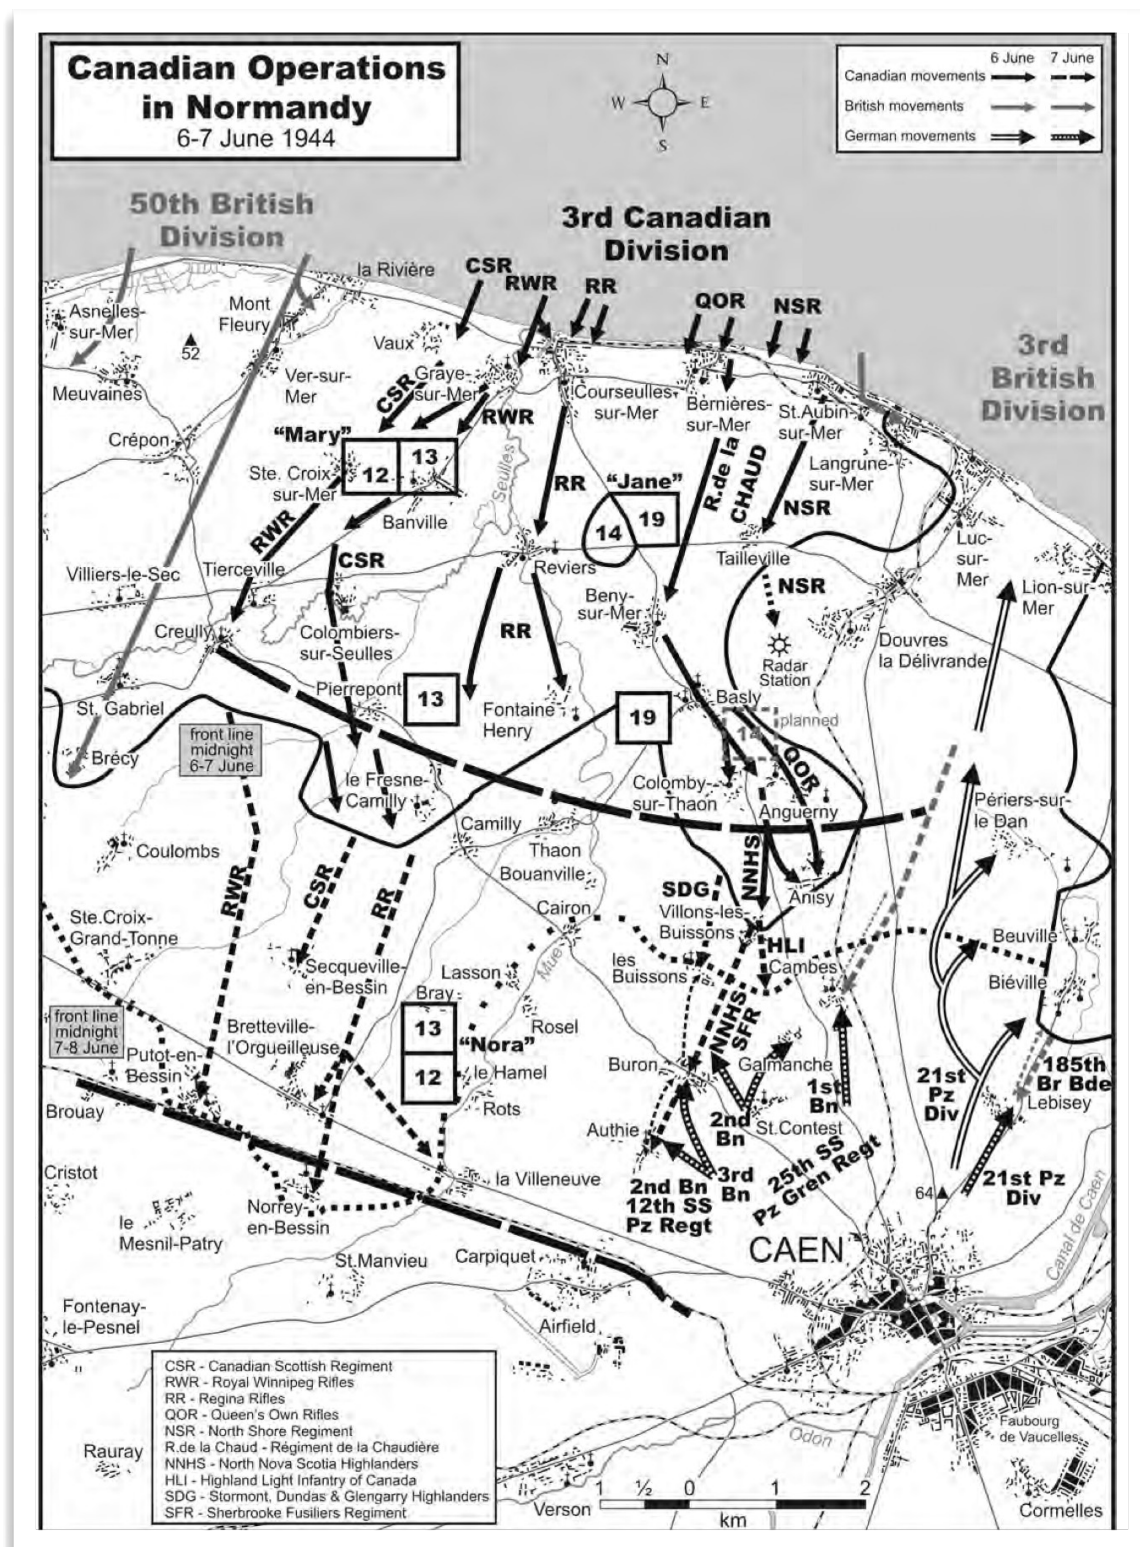 Canadian Operations
in Normandy
6-7 June 1944
N
W
E
S
6 June
7 June
Canadian movements
British movements
German movements
50th British
Division
3rd Canadian
Division
3rd
British
Division
CSR
RWR
RR
QOR
NSR
la Rivière
Asnelles-
sur-Mer
Mont
Fleury
52
Vaux
Meuvaines
Ver-sur-
Mer
Graye-
sur-Mer
CSR
RWR
Courseulles-
sur-Mer
Bernières-
sur-Mer
St.Aubin-
sur-Mer
Crépon
"Mary"
12
13
Ste. Croix-
sur-Mer
Banville
Seulles
RR
"Jane"
14
19
R.de la
CHAUD
NSR
Langrune-
sur-Mer
Luc-
sur-
Mer
Lion-sur-
Mer
RWR
CSR
Villiers-le-Sec
Tierceville
Reviers
Tailleville
NSR
Beny-
sur-Mer
Creully
Colombiers-
sur-Seulles
RR
Radar
Station
Douvres
la Délivrande
St. Gabriel
Pierrepont
13
Fontaine
Henry
19
Basly
planned
14
QOR
front line
midnight
6-7 June
Brécy
le Fresne-
Camilly
Colomby-
sur-Thaon
Anguerny
Périers-sur-
le Dan
Coulombs
Camilly
Thaon
Bouanville
NNHS
Anisy
RWR
CSR
RR
SDG
Villons-les-
Buissons
HLI
Cairon
Ste.Croix-
Grand-Tonne
Secqueville-
en-Bessin
Lasson
Mue
les
Buissons
Cambes
Beuville
Biéville
front line
midnight
7-8 June
Bretteville-
l'Orgueilleuse
Bray
13
12
"Nora"
Rosel
le Hamel
Rots
NNHS
SFR
Buron
Galmanche
Putot-en-
Bessin
Brouay
1st
Bn
2nd
Bn
St.Contest
Authie
21st
Pz
Div
185th
Br Bde
Lebisey
Cristot
la Villeneuve
3rd
Bn
2nd Bn
12th SS
Pz Regt
25th SS
Pz Gren Regt
64
21st Pz
Div
le
Mesnil-Patry
Norrey-
en-Bessin
St.Manvieu
Carpiquet
CAEN
Canal de Caen
Fontenay-
le-Pesnel
Airfield
CSR - Canadian Scottish Regiment
RWR - Royal Winnipeg Rifles
RR - Regina Rifles
QOR - Queen's Own Rifles
NSR - North Shore Regiment
R.de la Chaud - Régiment de la Chaudière
NNHS - North Nova Scotia Highlanders
HLI - Highland Light Infantry of Canada
SDG - Stormont, Dundas & Glengarry Highlanders
SFR - Sherbrooke Fusiliers Regiment
Rauray
Verson
Odon
Faubourg
de Vaucelles
Cormelles
1 ½ 0 1 2
km